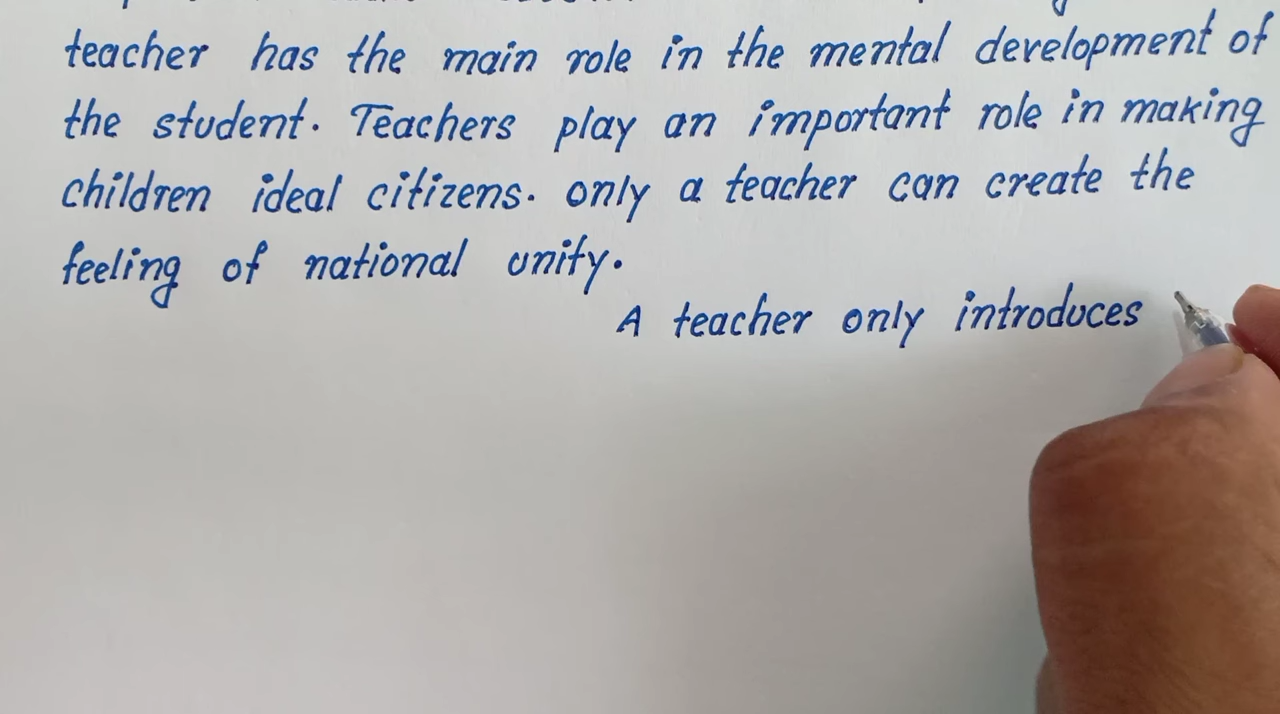 teacher has the main role in the mental development of
the student. Teachers play an important role in making
children ideal citizens. only a teacher can create the
feeling of national unity.
A teacher only introduces